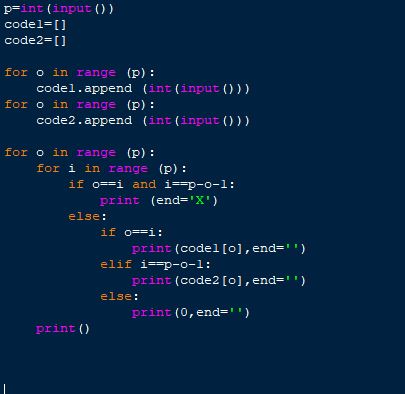 p=int(input())
code1=[]
code2=[]

for o in range (p):
    code1.append (int(input()))
for o in range (p):
    code2.append (int(input()))

for o in range (p):
    for i in range (p):
        if o==i and i==p-o-1:
            print (end='X')
        else:
            if o==i:
                print(code1[o],end='')
            elif i==p-o-1:
                print(code2[o],end='')
            else:
                print(0,end='')
    print()